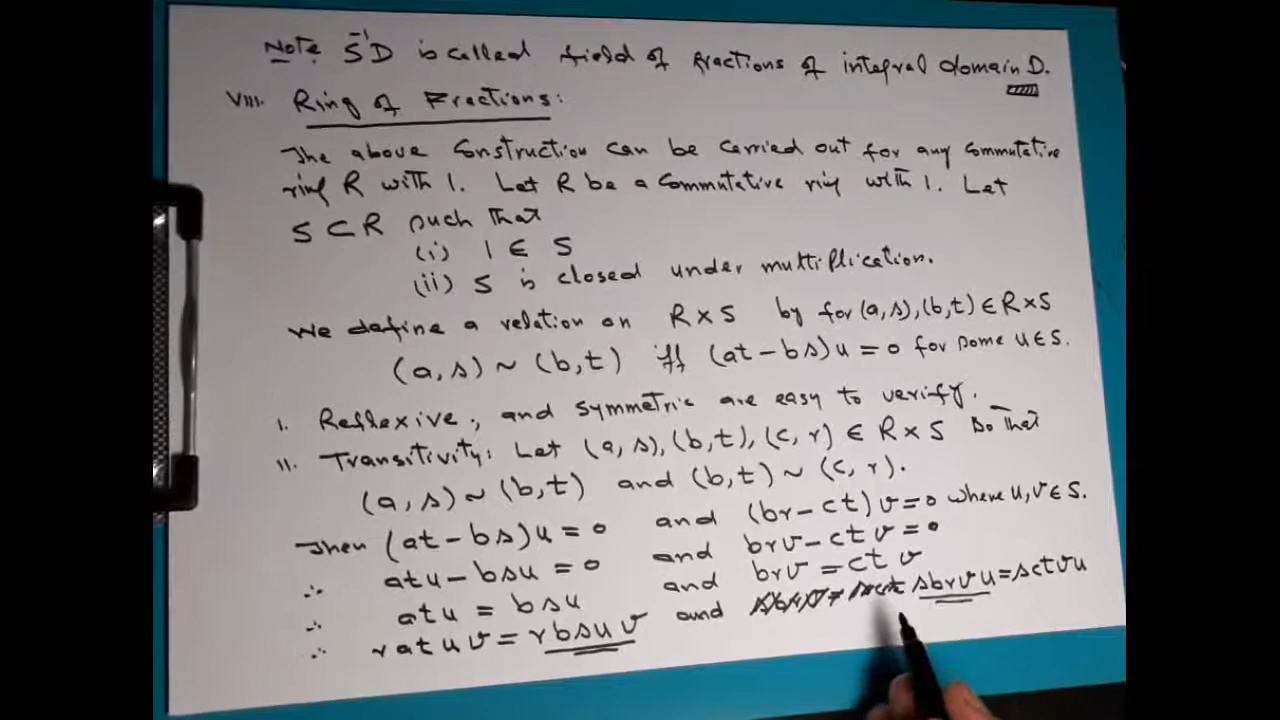 Note S⁻¹D is called field of fractions of integral domain D.
VIII. Ring of Fractions:
The above Construction can be carried out for any Commutative
ring R with 1. Let R be a Commutative ring with 1. Let
S ⊂ R such that
(i) 1 ∈ S
(ii) S is closed under multiplication.
We define a relation on R × S by for (a, s), (b, t) ∈ R × S
(a, s) ~ (b, t) iff (at - bs)u = 0 for some u ∈ S.
I. Reflexive, and symmetric are easy to verify.
II. Transitivity: Let (a, s), (b, t), (c, r) ∈ R × S so that
(a, s) ~ (b, t) and (b, t) ~ (c, r).
Then (at - bs)u = 0 and (br - ct)v = 0 where u, v ∈ S.
∴ atu - bsu = 0 and brv - ctv = 0
∴ atu = bsu and brv = ctv
∴ ratuv = rbsuv and sbrvu = sctvu